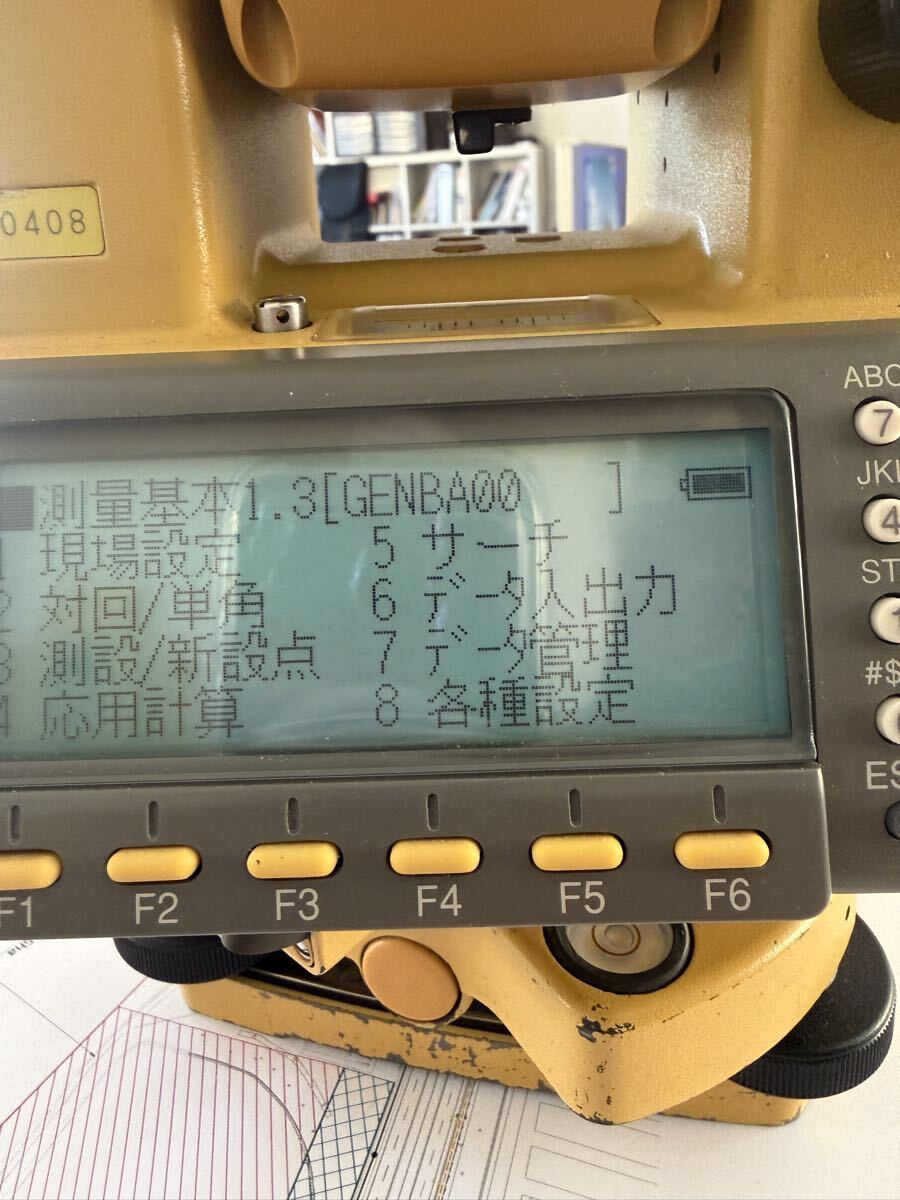 0408
測量基本1.3[GENBA00 ]
現場設定 5 サーチ
2 対回/単角 6 データ入出力
3 測設/新設点 7 データ管理
4 応用計算 8 各種設定
ABC
7
JKL
4
ST
1
#$
ES
F1 F2 F3 F4 F5 F6
sha